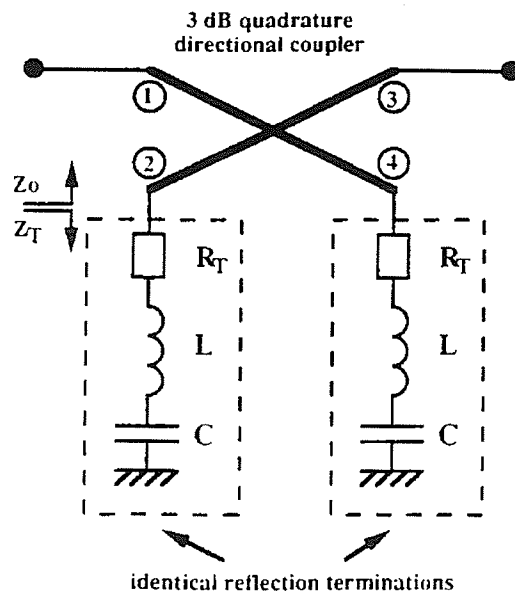 3 dB quadrature
directional coupler
1
3
2
4
Zo
ZT
RT
RT
L
L
C
C
identical reflection terminations